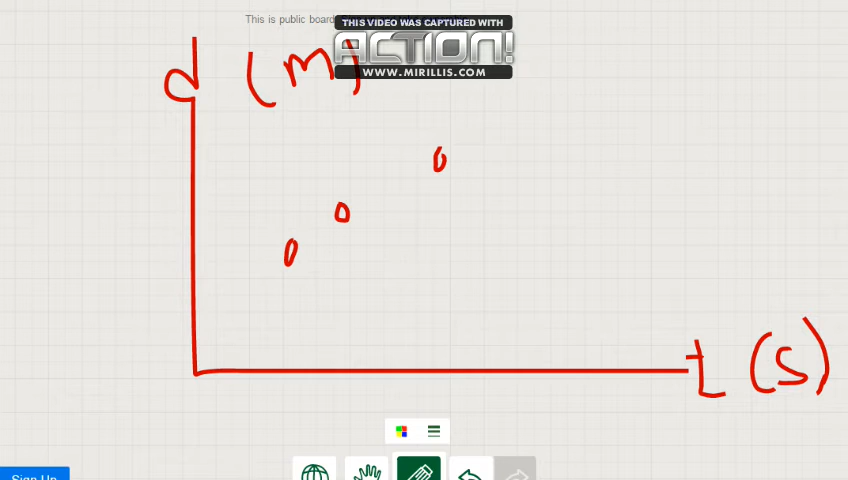 This is public board
THIS VIDEO WAS CAPTURED WITH
ACTION!
WWW.MIRILLIS.COM
d (m)
t (s)
Sign Up